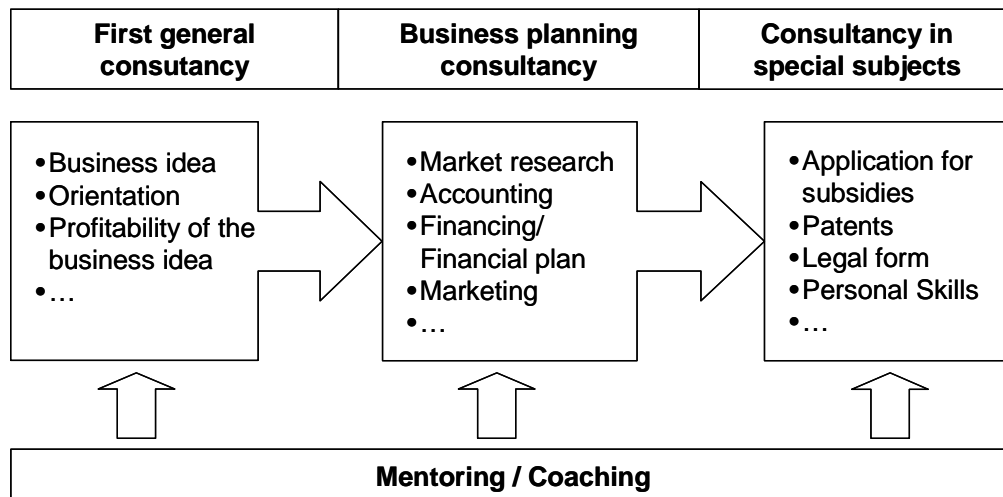 First general
consutancy
Business planning
consultancy
Consultancy in
special subjects
•Business idea
•Orientation
•Profitability of the
business idea
•...
•Market research
•Accounting
•Financing/
Financial plan
•Marketing
•...
•Application for
subsidies
•Patents
•Legal form
•Personal Skills
•...
Mentoring / Coaching